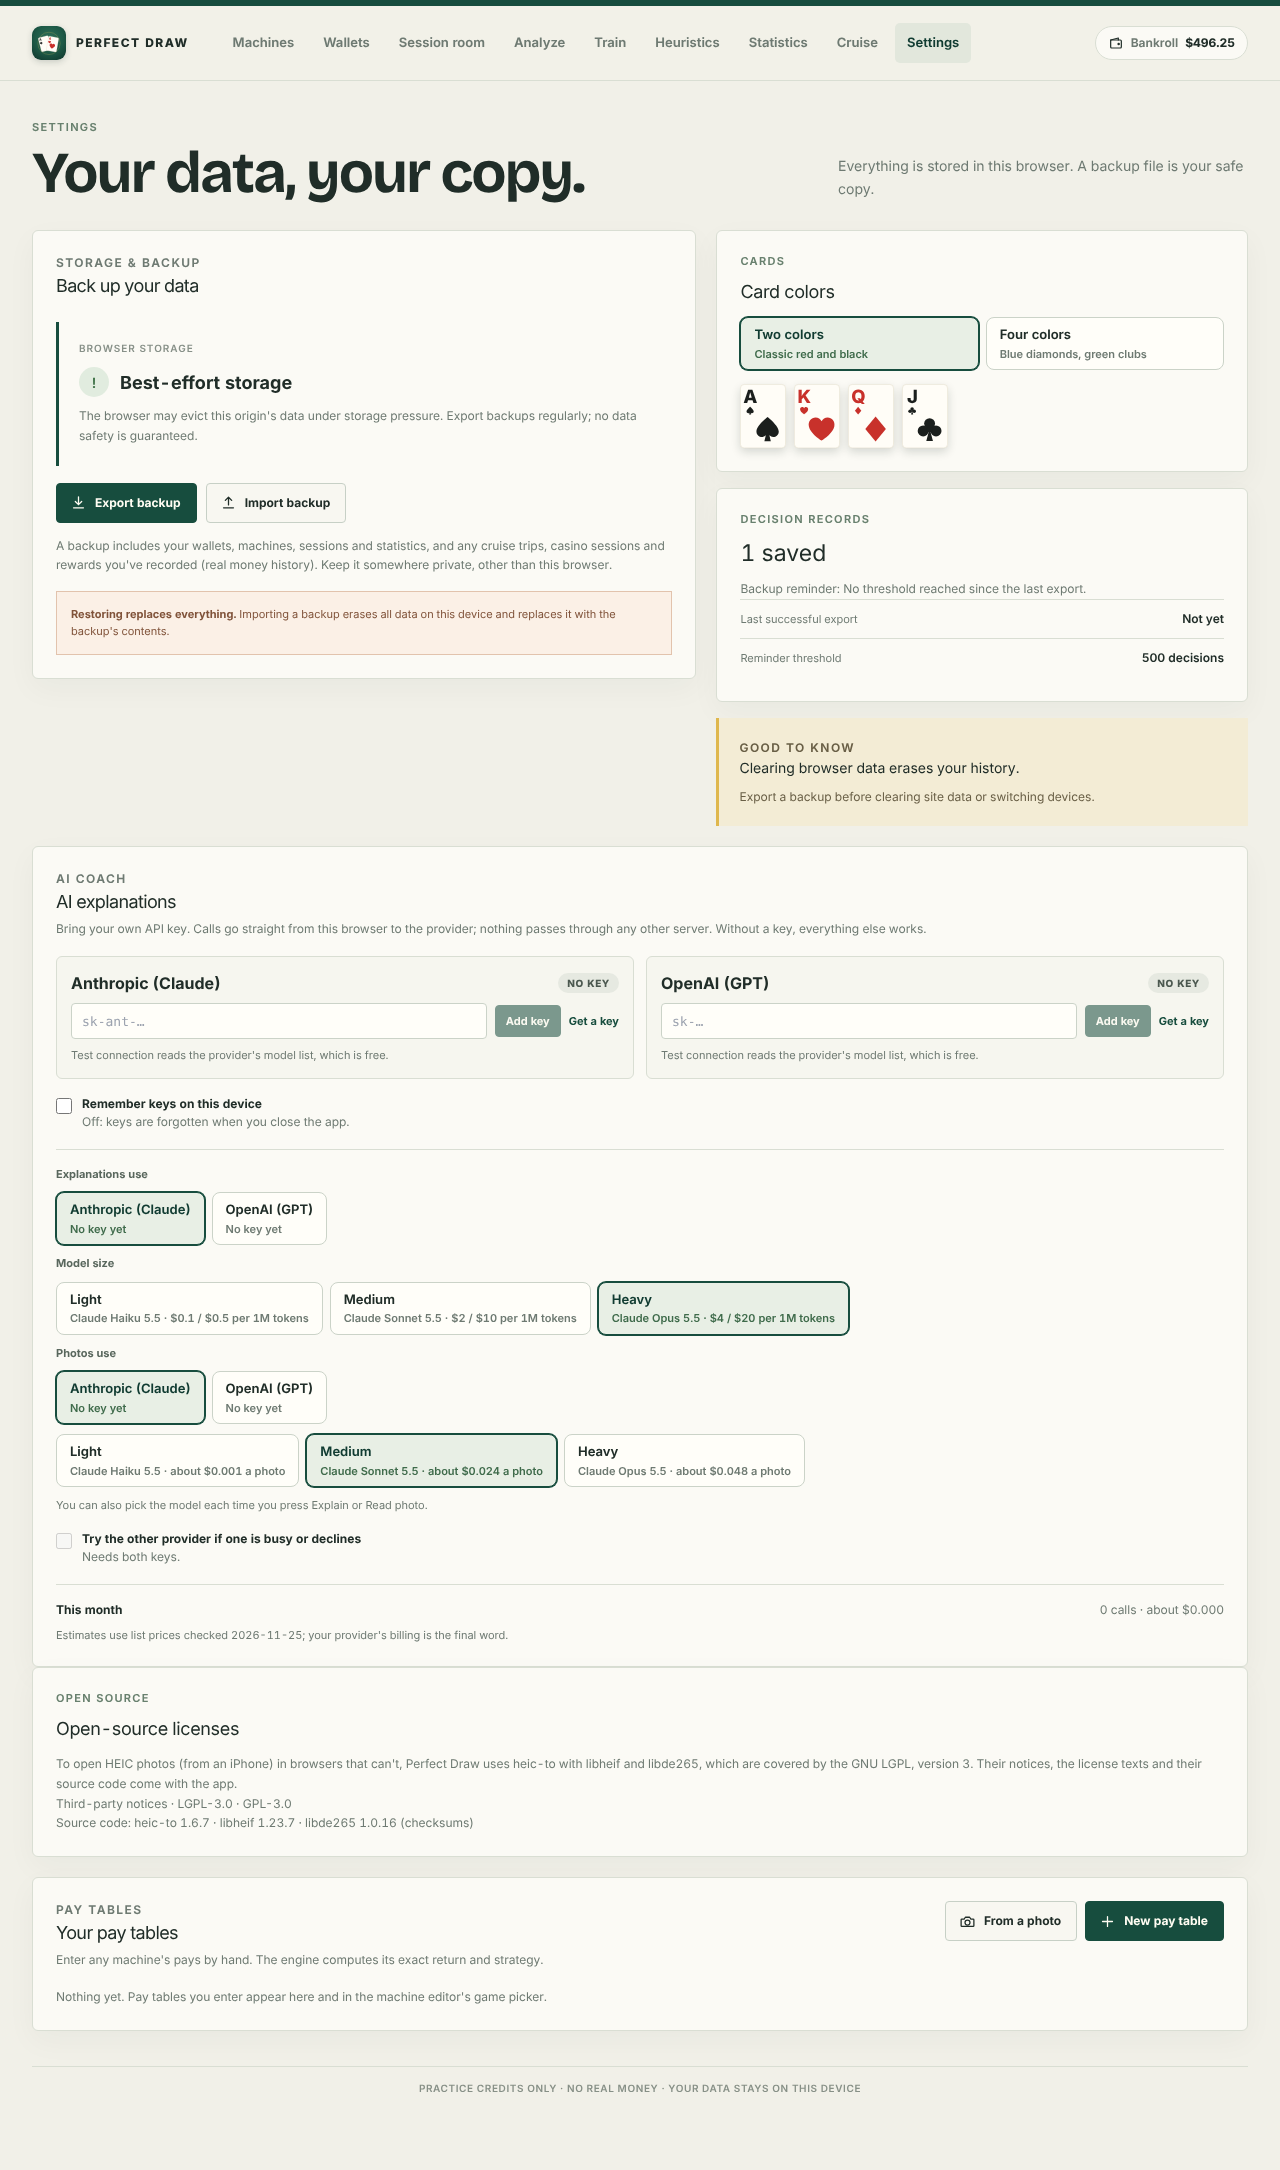 PERFECT DRAW
Machines
Wallets
Session room
Analyze
Train
Heuristics
Statistics
Cruise
Settings
Bankroll $496.25
SETTINGS
Your data, your copy.
Everything is stored in this browser. A backup file is your safe
copy.
STORAGE & BACKUP
Back up your data
BROWSER STORAGE
!
Best-effort storage
The browser may evict this origin's data under storage pressure. Export backups regularly; no data
safety is guaranteed.
Export backup
Import backup
A backup includes your wallets, machines, sessions and statistics, and any cruise trips, casino sessions and
rewards you've recorded (real money history). Keep it somewhere private, other than this browser.
Restoring replaces everything. Importing a backup erases all data on this device and replaces it with the
backup's contents.
CARDS
Card colors
Two colors
Classic red and black
Four colors
Blue diamonds, green clubs
A
K
Q
J
DECISION RECORDS
1 saved
Backup reminder: No threshold reached since the last export.
Last successful export
Not yet
Reminder threshold
500 decisions
GOOD TO KNOW
Clearing browser data erases your history.
Export a backup before clearing site data or switching devices.
AI COACH
AI explanations
Bring your own API key. Calls go straight from this browser to the provider; nothing passes through any other server. Without a key, everything else works.
Anthropic (Claude)
NO KEY
sk-ant-…
Add key
Get a key
Test connection reads the provider's model list, which is free.
OpenAI (GPT)
NO KEY
sk-…
Add key
Get a key
Test connection reads the provider's model list, which is free.
Remember keys on this device
Off: keys are forgotten when you close the app.
Explanations use
Anthropic (Claude)
No key yet
OpenAI (GPT)
No key yet
Model size
Light
Claude Haiku 5.5 · $0.1 / $0.5 per 1M tokens
Medium
Claude Sonnet 5.5 · $2 / $10 per 1M tokens
Heavy
Claude Opus 5.5 · $4 / $20 per 1M tokens
Photos use
Anthropic (Claude)
No key yet
OpenAI (GPT)
No key yet
Light
Claude Haiku 5.5 · about $0.001 a photo
Medium
Claude Sonnet 5.5 · about $0.024 a photo
Heavy
Claude Opus 5.5 · about $0.048 a photo
You can also pick the model each time you press Explain or Read photo.
Try the other provider if one is busy or declines
Needs both keys.
This month
0 calls · about $0.000
Estimates use list prices checked 2026-11-25; your provider's billing is the final word.
OPEN SOURCE
Open-source licenses
To open HEIC photos (from an iPhone) in browsers that can't, Perfect Draw uses heic-to with libheif and libde265, which are covered by the GNU LGPL, version 3. Their notices, the license texts and their
source code come with the app.
Third-party notices · LGPL-3.0 · GPL-3.0
Source code: heic-to 1.6.7 · libheif 1.23.7 · libde265 1.0.16 (checksums)
PAY TABLES
Your pay tables
From a photo
New pay table
Enter any machine's pays by hand. The engine computes its exact return and strategy.
Nothing yet. Pay tables you enter appear here and in the machine editor's game picker.
PRACTICE CREDITS ONLY · NO REAL MONEY · YOUR DATA STAYS ON THIS DEVICE